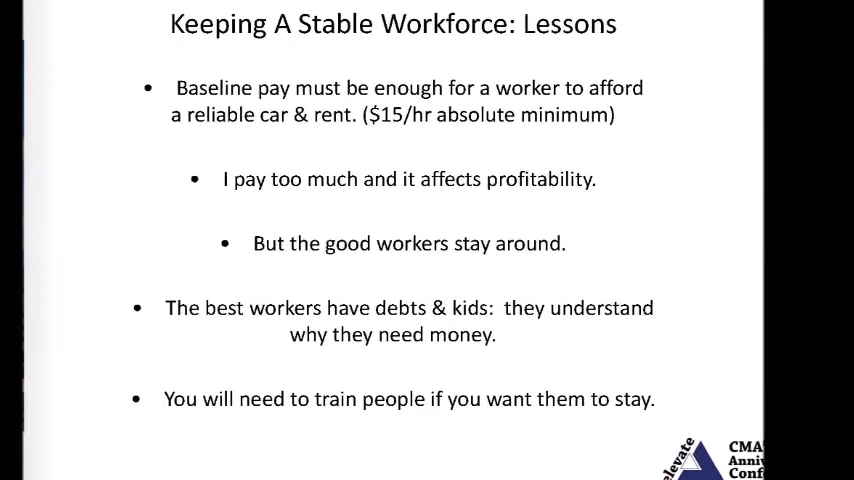 Keeping A Stable Workforce: Lessons
• Baseline pay must be enough for a worker to afford
a reliable car & rent. ($15/hr absolute minimum)
• I pay too much and it affects profitability.
• But the good workers stay around.
• The best workers have debts & kids: they understand
why they need money.
• You will need to train people if you want them to stay.
elevate
CMA